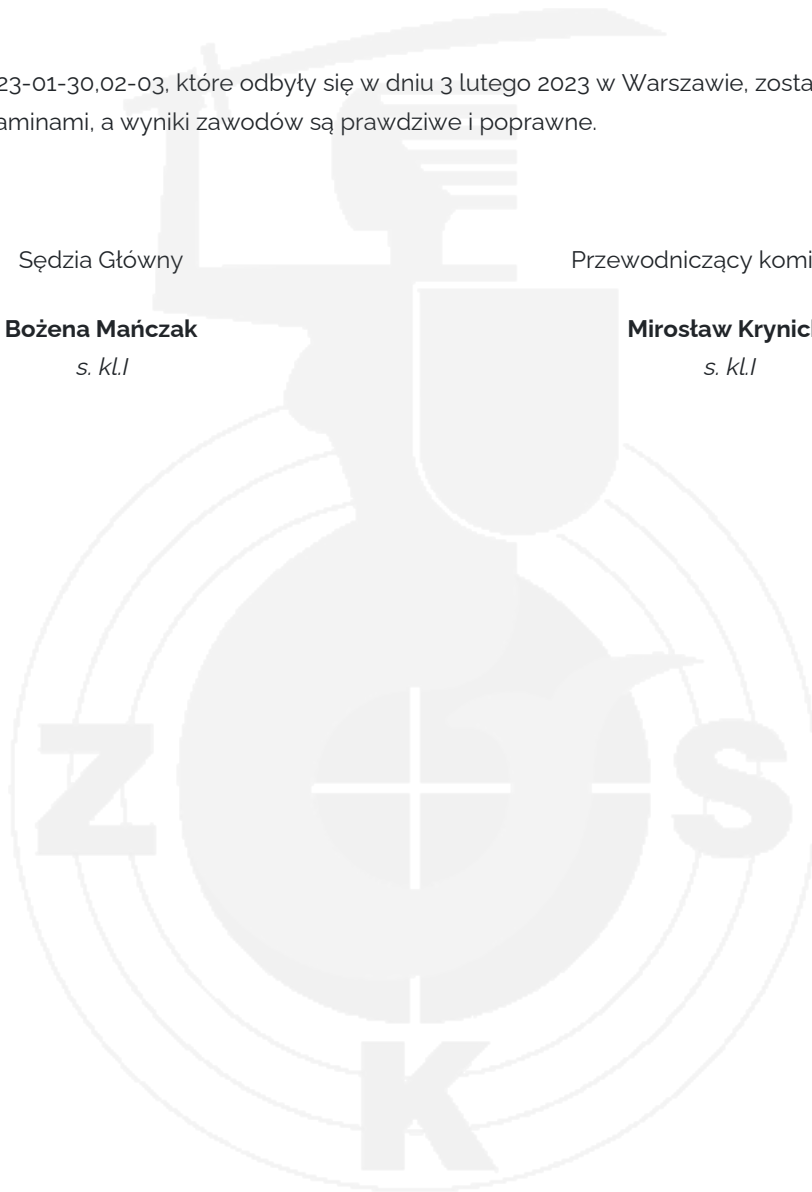 23-01-30,02-03, które odbyły się w dniu 3 lutego 2023 w Warszawie, zosta
aminami, a wyniki zawodów są prawdziwe i poprawne.
Sędzia Główny
Przewodniczący komi
Bożena Mańczak
Mirosław Krynic
s. kl.I
s. kl.I
Z
S
K